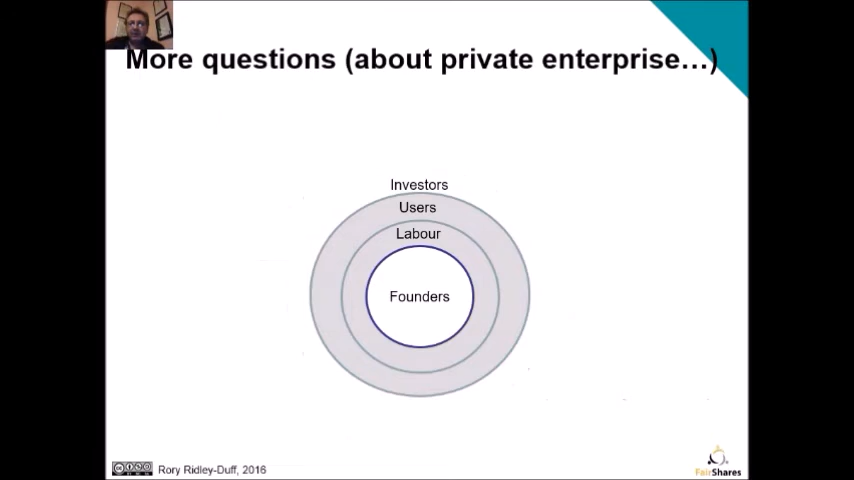 More questions (about private enterprise…)
Investors
Users
Labour
Founders
Rory Ridley-Duff, 2016
FairShares